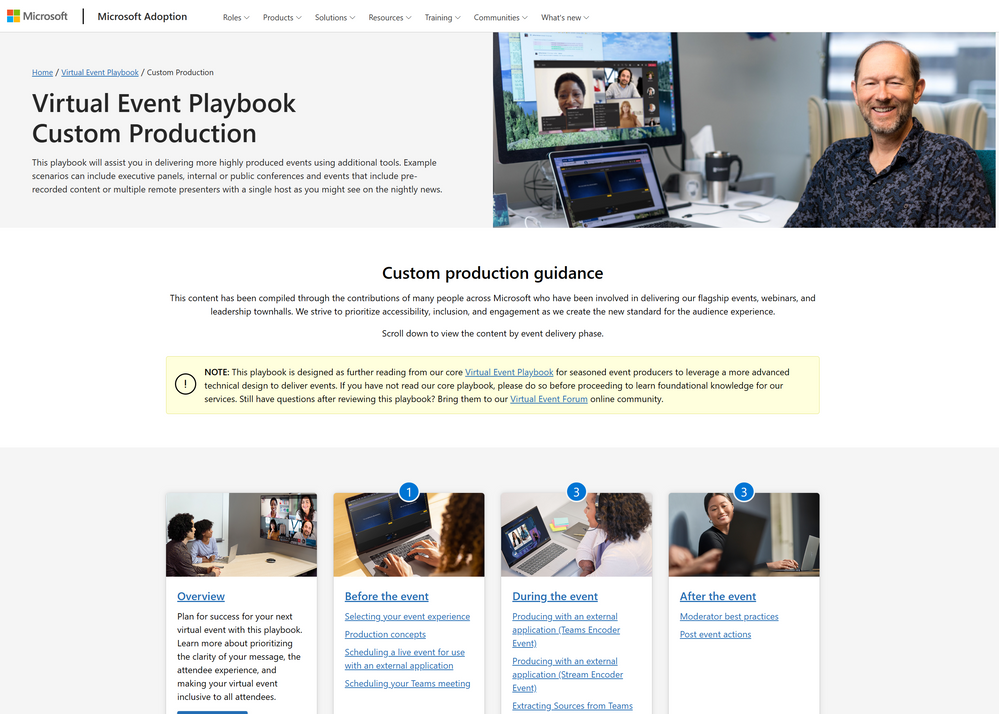 Microsoft
Microsoft Adoption
Roles
Products
Solutions
Resources
Training
Communities
What's new
Home / Virtual Event Playbook / Custom Production
Virtual Event Playbook
Custom Production
This playbook will assist you in delivering more highly produced events using additional tools. Example
scenarios can include executive panels, internal or public conferences and events that include pre-
recorded content or multiple remote presenters with a single host as you might see on the nightly news.
Custom production guidance
This content has been compiled through the contributions of many people across Microsoft who have been involved in delivering our flagship events, webinars, and
leadership townhalls. We strive to prioritize accessibility, inclusion, and engagement as we create the new standard for the audience experience.
Scroll down to view the content by event delivery phase.
NOTE: This playbook is designed as further reading from our core Virtual Event Playbook for seasoned event producers to leverage a more advanced
technical design to deliver events. If you have not read our core playbook, please do so before proceeding to learn foundational knowledge for our
services. Still have questions after reviewing this playbook? Bring them to our Virtual Event Forum online community.
Overview
Plan for success for your next
virtual event with this playbook.
Learn more about prioritizing
the clarity of your message, the
attendee experience, and
making your virtual event
inclusive to all attendees.
1
Before the event
Selecting your event experience
Production concepts
Scheduling a live event for use
with an external application
Scheduling your Teams meeting
3
During the event
Producing with an external
application (Teams Encoder
Event)
Producing with an external
application (Stream Encoder
Event)
Extracting Sources from Teams
3
After the event
Moderator best practices
Post event actions